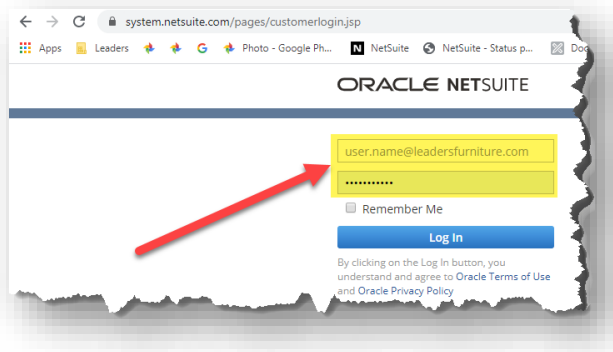 system.netsuite.com/pages/customerlogin.jsp
Apps Leaders G Photo - Google Ph... N NetSuite NetSuite - Status p... Doc
ORACLE NETSUITE
user.name@leadersfurniture.com
•••••••••••
Remember Me
Log In
By clicking on the Log In button, you
understand and agree to Oracle Terms of Use
and Oracle Privacy Policy